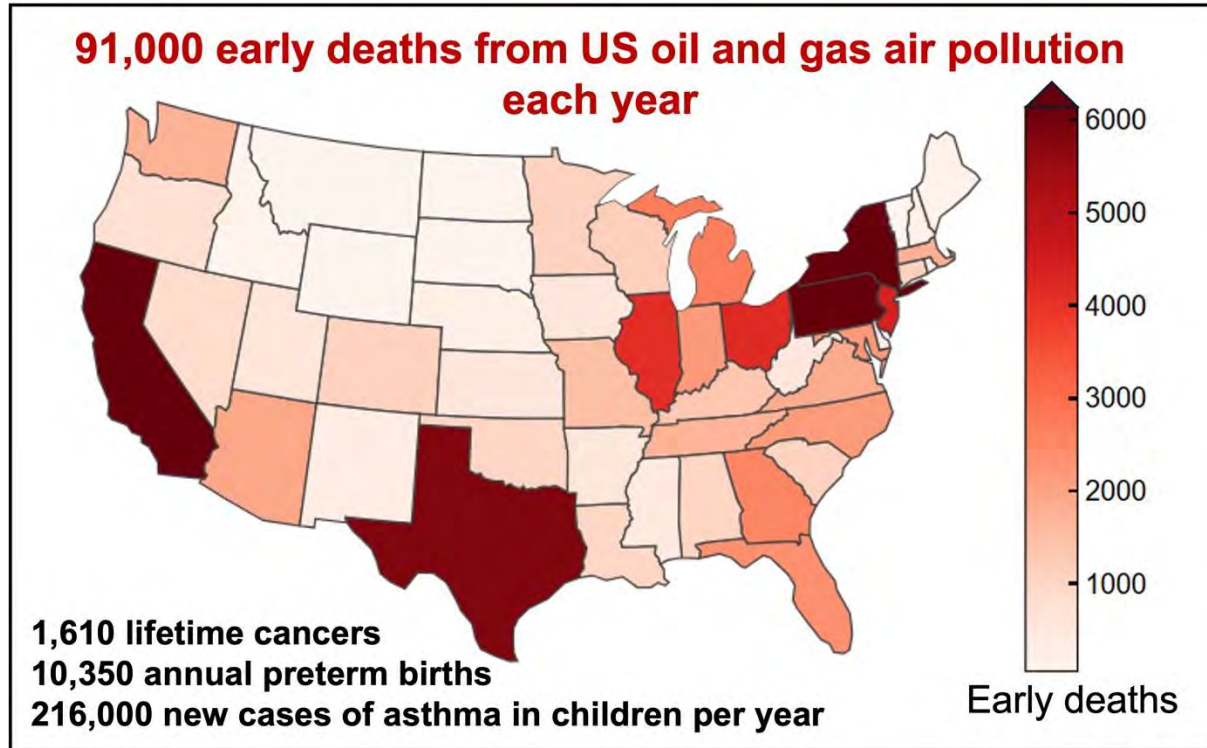 91,000 early deaths from US oil and gas air pollution
each year
6000
5000
4000
3000
2000
1000
Early deaths
1,610 lifetime cancers
10,350 annual preterm births
216,000 new cases of asthma in children per year